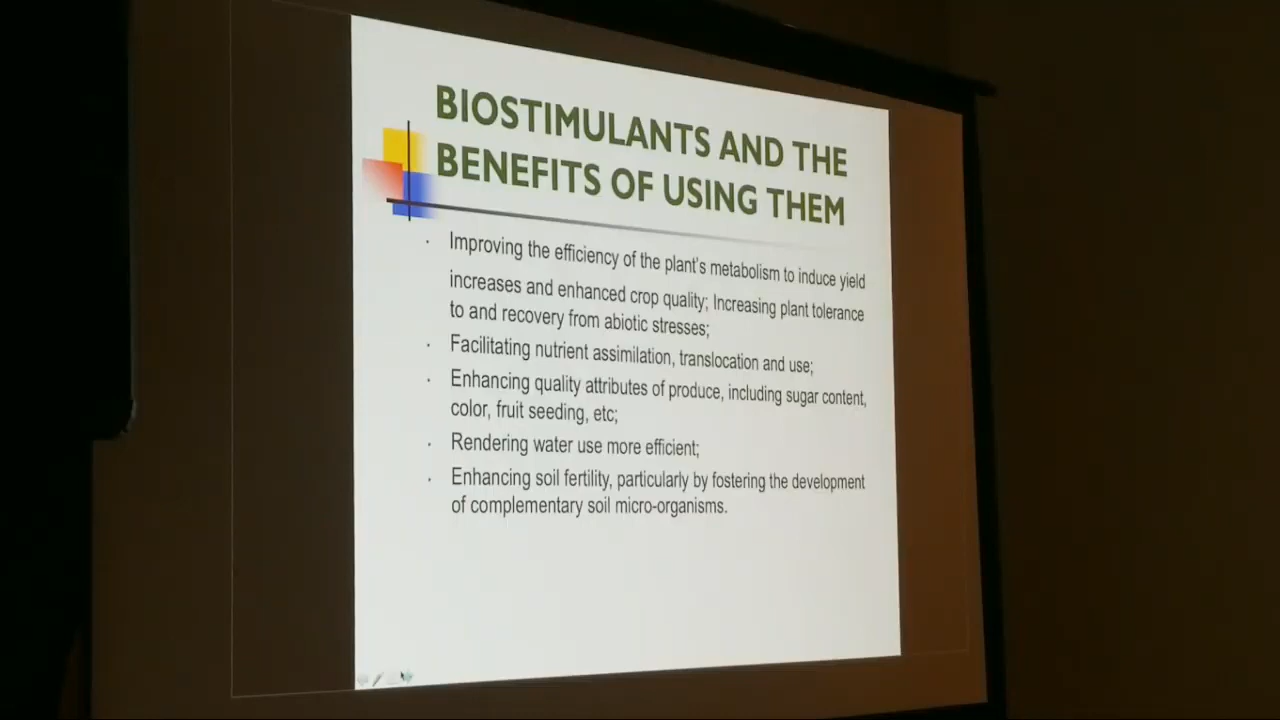 BIOSTIMULANTS AND THE
BENEFITS OF USING THEM
· Improving the efficiency of the plant's metabolism to induce yield
increases and enhanced crop quality; Increasing plant tolerance
to and recovery from abiotic stresses;
· Facilitating nutrient assimilation, translocation and use;
· Enhancing quality attributes of produce, including sugar content,
color, fruit seeding, etc;
· Rendering water use more efficient;
· Enhancing soil fertility, particularly by fostering the development
of complementary soil micro-organisms.